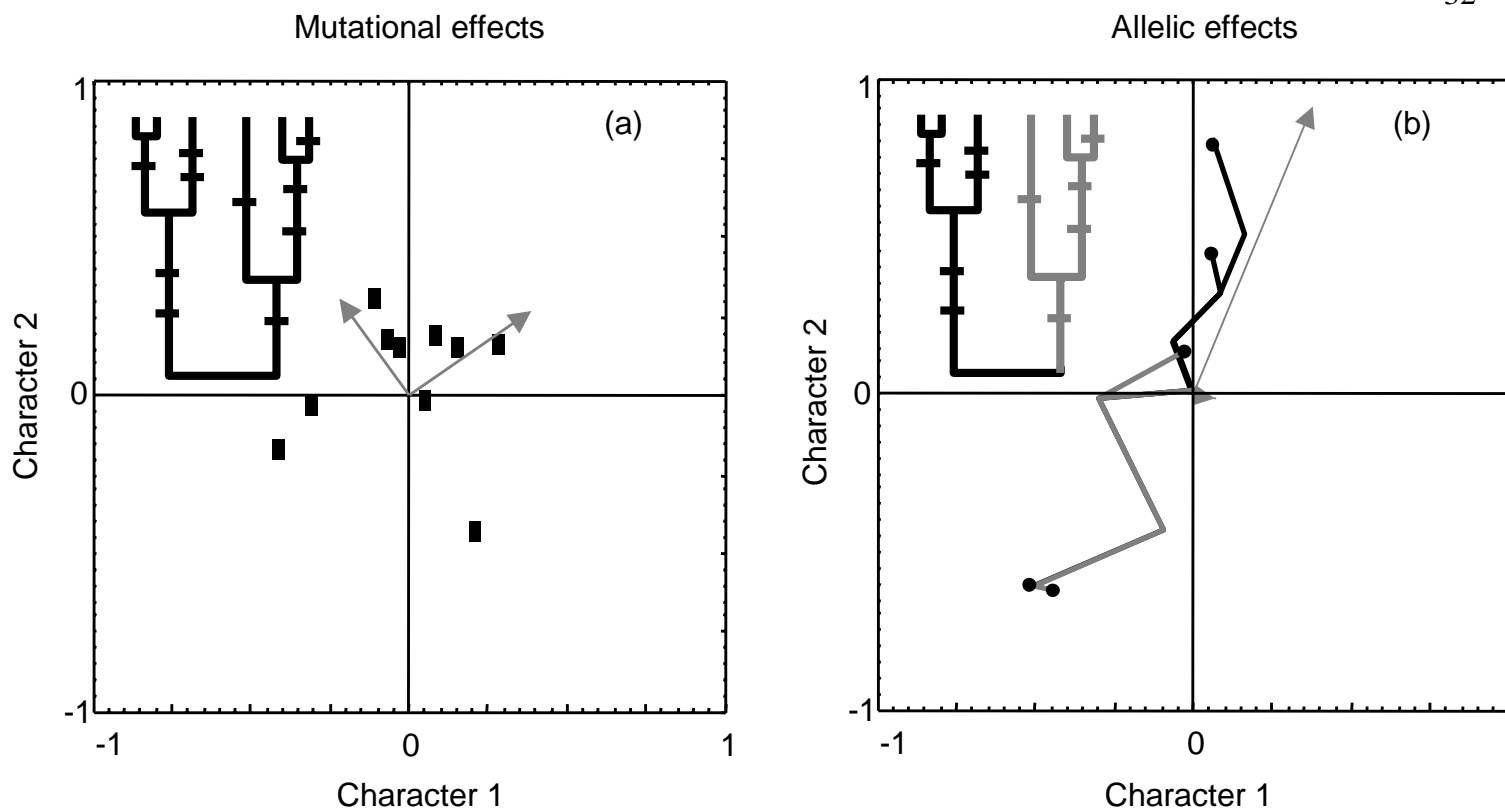 32
Mutational effects
Allelic effects
1
(a)
1
(b)
Character 2
0
Character 2
0
-1
-1
-1
0
1
-1
0
Character 1
Character 1